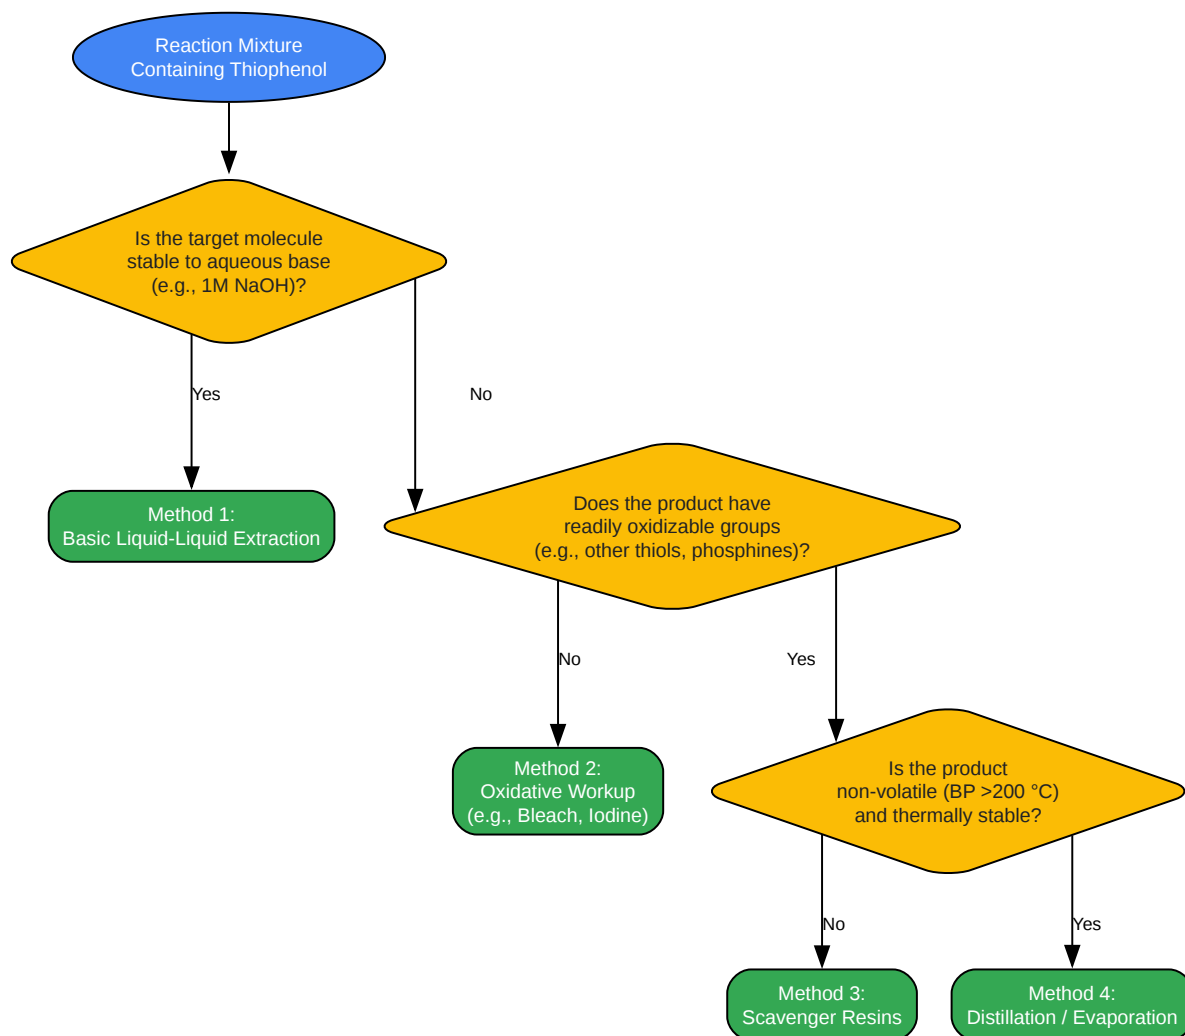 Reaction Mixture
Containing Thiophenol
Is the target molecule
stable to aqueous base
(e.g., 1M NaOH)?
Yes
No
Method 1:
Basic Liquid-Liquid Extraction
Does the product have
readily oxidizable groups
(e.g., other thiols, phosphines)?
No
Yes
Method 2:
Oxidative Workup
(e.g., Bleach, Iodine)
Is the product
non-volatile (BP >200 °C)
and thermally stable?
No
Yes
Method 3:
Scavenger Resins
Method 4:
Distillation / Evaporation